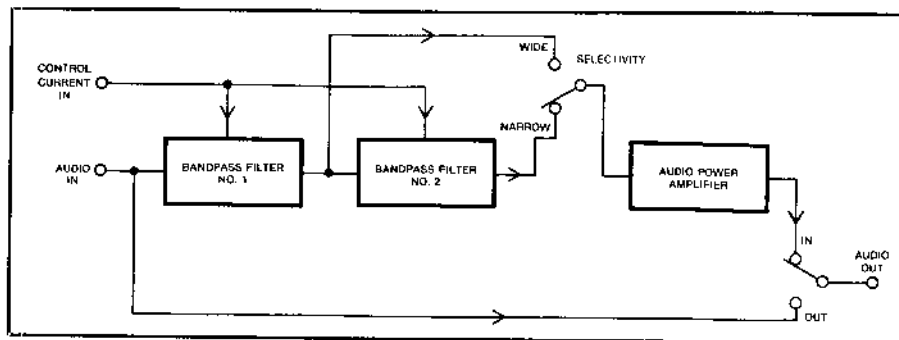 WIDE
SELECTIVITY
CONTROL
CURRENT
IN
NARROW
AUDIO
IN
BANDPASS FILTER
NO. 1
BANDPASS FILTER
NO. 2
AUDIO POWER
AMPLIFIER
IN
AUDIO
OUT
OUT